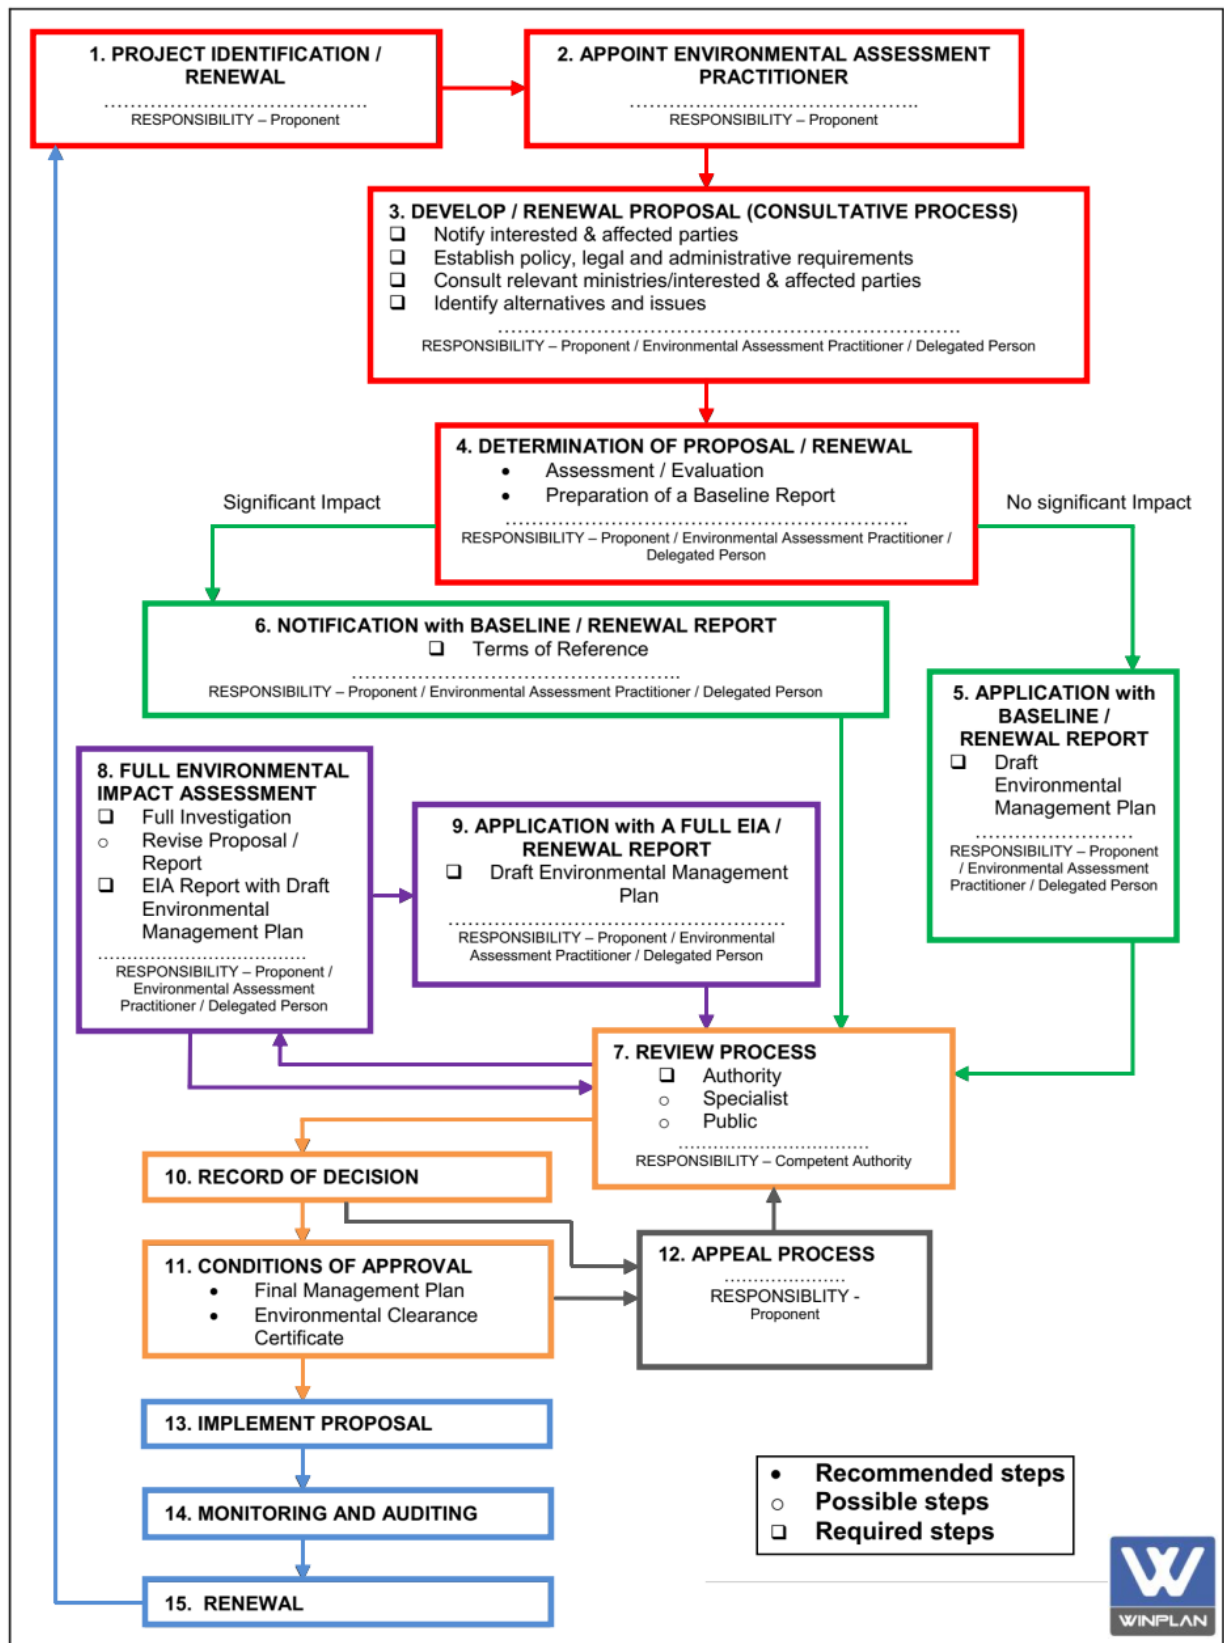 1. PROJECT IDENTIFICATION /
RENEWAL
........................................
RESPONSIBILITY – Proponent
2. APPOINT ENVIRONMENTAL ASSESSMENT
PRACTITIONER
............................................
RESPONSIBILITY – Proponent
3. DEVELOP / RENEWAL PROPOSAL (CONSULTATIVE PROCESS)
❑ Notify interested & affected parties
❑ Establish policy, legal and administrative requirements
❑ Consult relevant ministries/interested & affected parties
❑ Identify alternatives and issues
......................................................................
RESPONSIBILITY – Proponent / Environmental Assessment Practitioner / Delegated Person
4. DETERMINATION OF PROPOSAL / RENEWAL
• Assessment / Evaluation
• Preparation of a Baseline Report
.............................................................
RESPONSIBILITY – Proponent / Environmental Assessment Practitioner /
Delegated Person
Significant Impact
No significant Impact
6. NOTIFICATION with BASELINE / RENEWAL REPORT
❑ Terms of Reference
..................................................
RESPONSIBILITY – Proponent / Environmental Assessment Practitioner / Delegated Person
5. APPLICATION with
BASELINE /
RENEWAL REPORT
❑ Draft
Environmental
Management Plan
........................
RESPONSIBILITY – Proponent
/ Environmental Assessment
Practitioner / Delegated Person
8. FULL ENVIRONMENTAL
IMPACT ASSESSMENT
❑ Full Investigation
○ Revise Proposal /
Report
❑ EIA Report with Draft
Environmental
Management Plan
................................
RESPONSIBILITY – Proponent /
Environmental Assessment
Practitioner / Delegated Person
9. APPLICATION with A FULL EIA /
RENEWAL REPORT
❑ Draft Environmental Management
Plan
...................................................
RESPONSIBILITY – Proponent / Environmental
Assessment Practitioner / Delegated Person
7. REVIEW PROCESS
❑ Authority
○ Specialist
○ Public
.............................
RESPONSIBILITY – Competent Authority
10. RECORD OF DECISION
11. CONDITIONS OF APPROVAL
• Final Management Plan
• Environmental Clearance
Certificate
12. APPEAL PROCESS
.....................
RESPONSIBLITY -
Proponent
13. IMPLEMENT PROPOSAL
14. MONITORING AND AUDITING
15. RENEWAL
• Recommended steps
○ Possible steps
❑ Required steps
W
WINPLAN